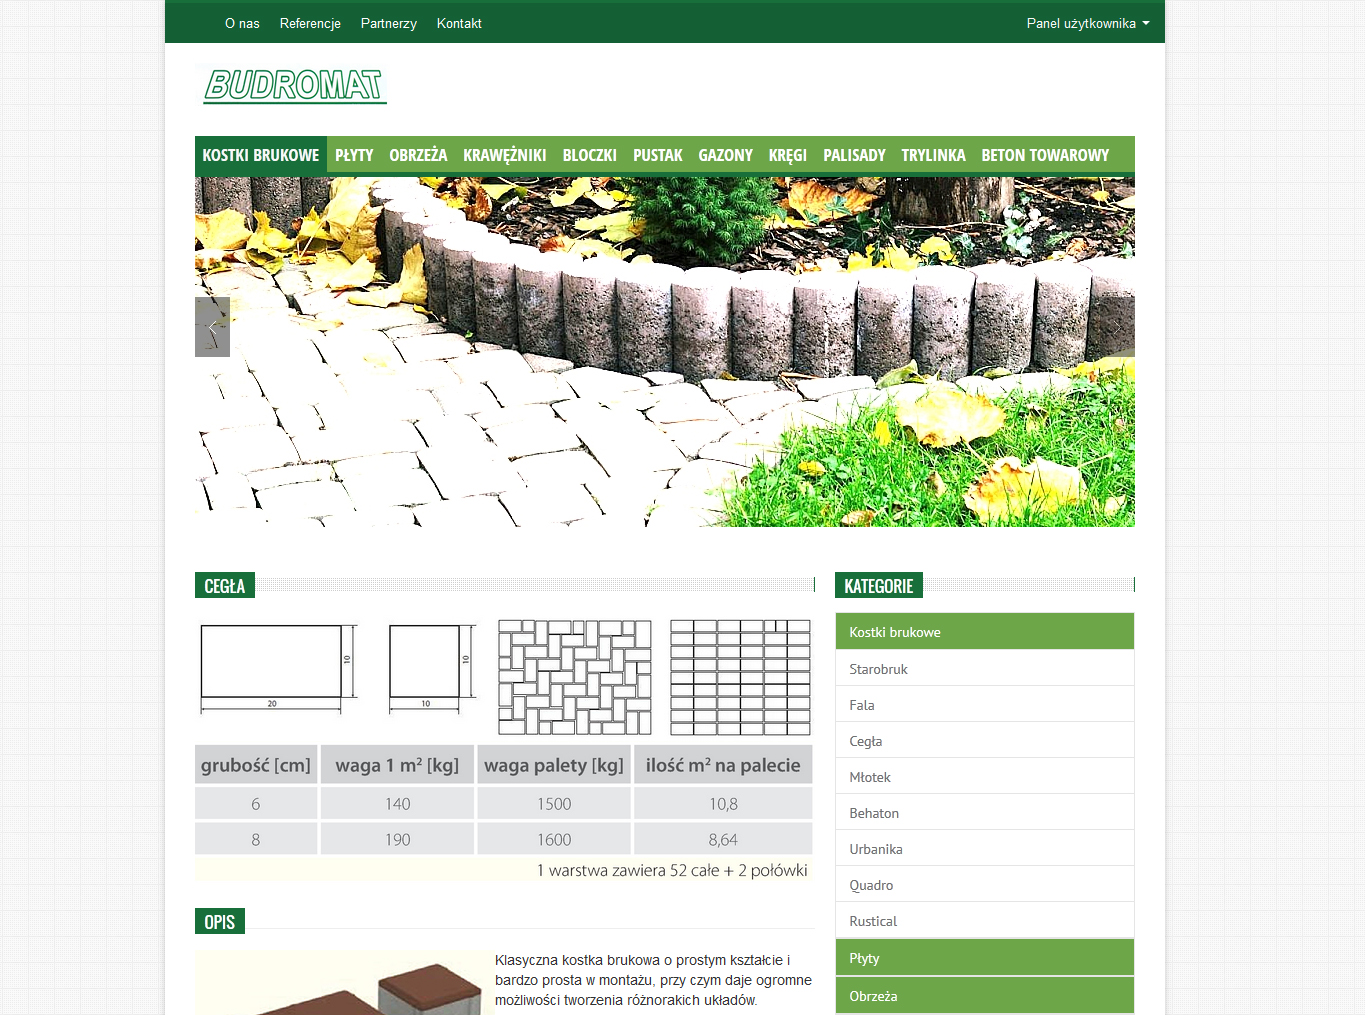 O nas Referencje Partnerzy Kontakt Panel użytkownika
BUDROMAT
KOSTKI BRUKOWE PŁYTY OBRZEŻA KRAWĘŻNIKI BLOCZKI PUSTAK GAZONY KRĘGI PALISADY TRYLINKA BETON TOWAROWY
CEGŁA
10
20
10
10
grubość [cm] waga 1 m² [kg] waga palety [kg] ilość m² na palecie
6 140 1500 10,8
8 190 1600 8,64
1 warstwa zawiera 52 całe + 2 połówki
OPIS
Klasyczna kostka brukowa o prostym kształcie i
bardzo prosta w montażu, przy czym daje ogromne
możliwości tworzenia różnorakich układów.
KATEGORIE
Kostki brukowe
Starobruk
Fala
Cegła
Młotek
Behaton
Urbanika
Quadro
Rustical
Płyty
Obrzeża